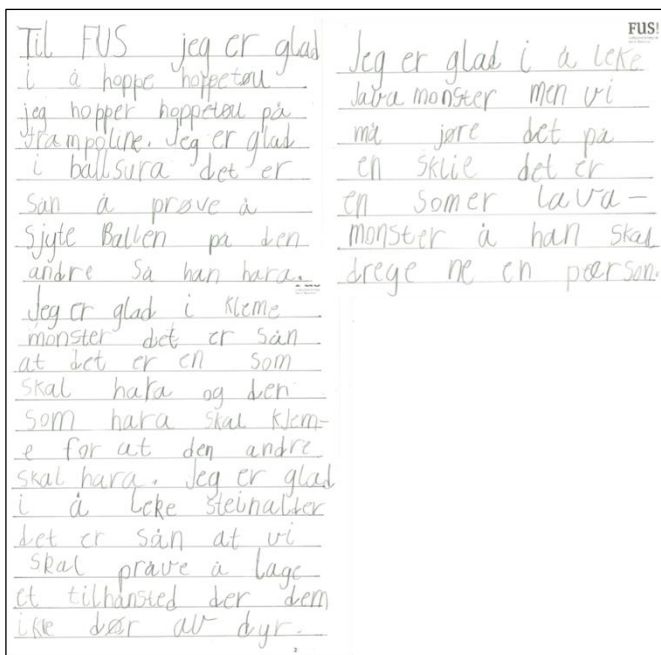 Til FUS jeg er glad
i å hoppe hoppetøu
jeg hopper hoppetøu på
trampoline. Jeg er glad
i ballsura det er
sån å prøve å
Sjyte Ballen på den
andre så han hara.
Jeg er glad i kleme
monster det er sån
at det er en som
skal hara og den
som hara skal klem-
e for at den andre
skal hara. Jeg er glad
i å leke steinalder
det er sån at vi
skal prøve å lage
et tilhånsted der dem
ikke dør av dyr.
2
FUS!
Jeg er glad i å leke
lava monster men vi
må jøre det på
en sklie det er
en somer lava-
monster å han skal
drege ne en peerson.